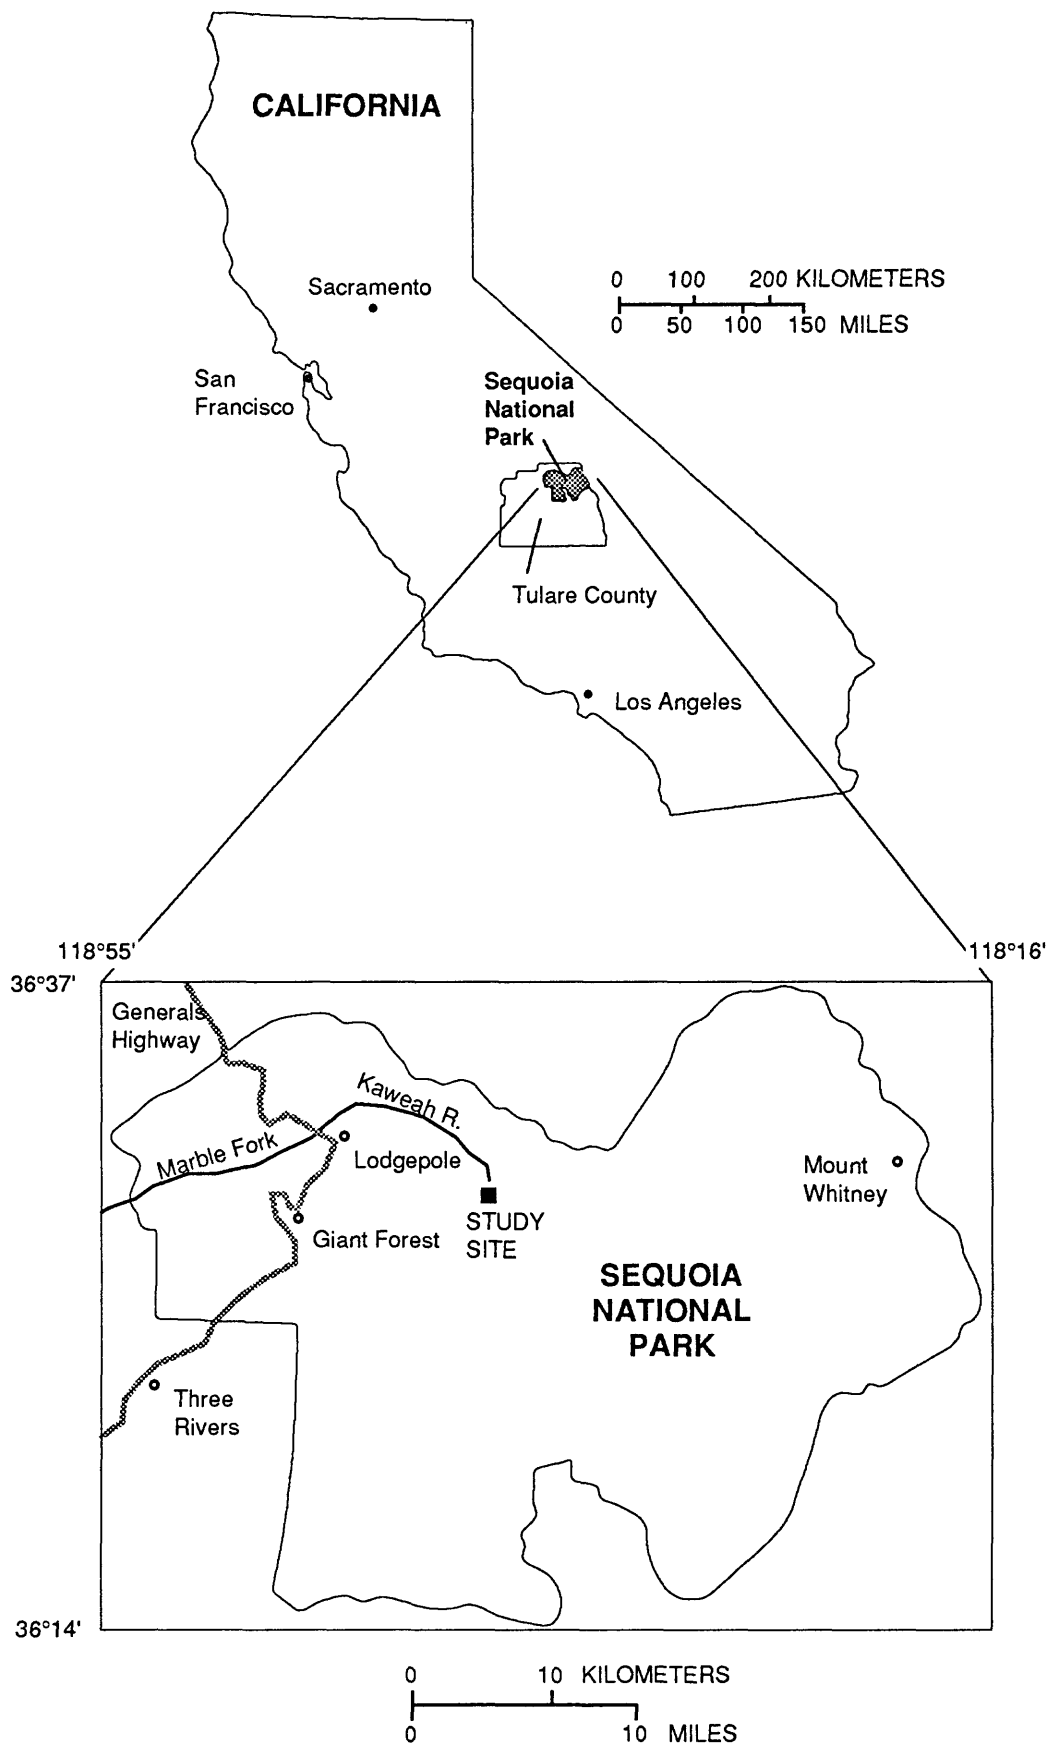 CALIFORNIA
Sacramento
0 100 200 KILOMETERS
0 50 100 150 MILES
San
Francisco
Sequoia
National
Park
Tulare County
Los Angeles
118°55'
118°16'
36°37'
Generals
Highway
Kaweah R.
Marble Fork
Lodgepole
Mount
Whitney
STUDY
SITE
Giant Forest
SEQUOIA
NATIONAL
PARK
Three
Rivers
36°14'
0 10 KILOMETERS
0 10 MILES